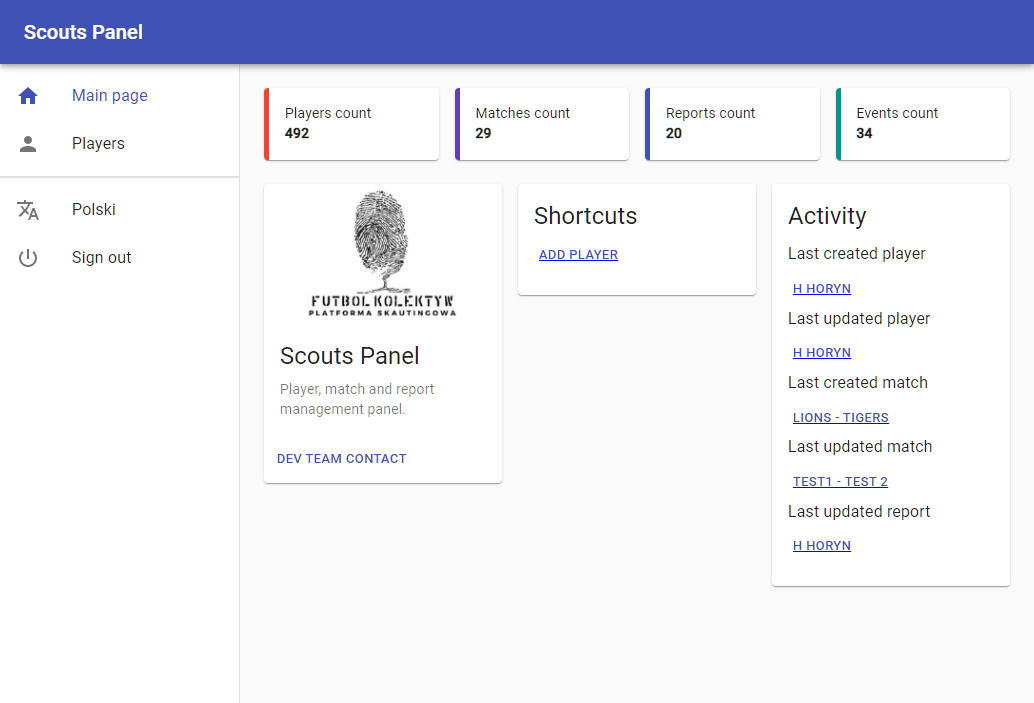 Scouts Panel
Main page
Players
Polski
Sign out
Players count
492
Matches count
29
Reports count
20
Events count
34
FUTBOL KOLEKTYW
PLATFORMA SKAUTINGOWA
Scouts Panel
Player, match and report
management panel.
DEV TEAM CONTACT
Shortcuts
ADD PLAYER
Activity
Last created player
H HORYN
Last updated player
H HORYN
Last created match
LIONS - TIGERS
Last updated match
TEST1 - TEST 2
Last updated report
H HORYN